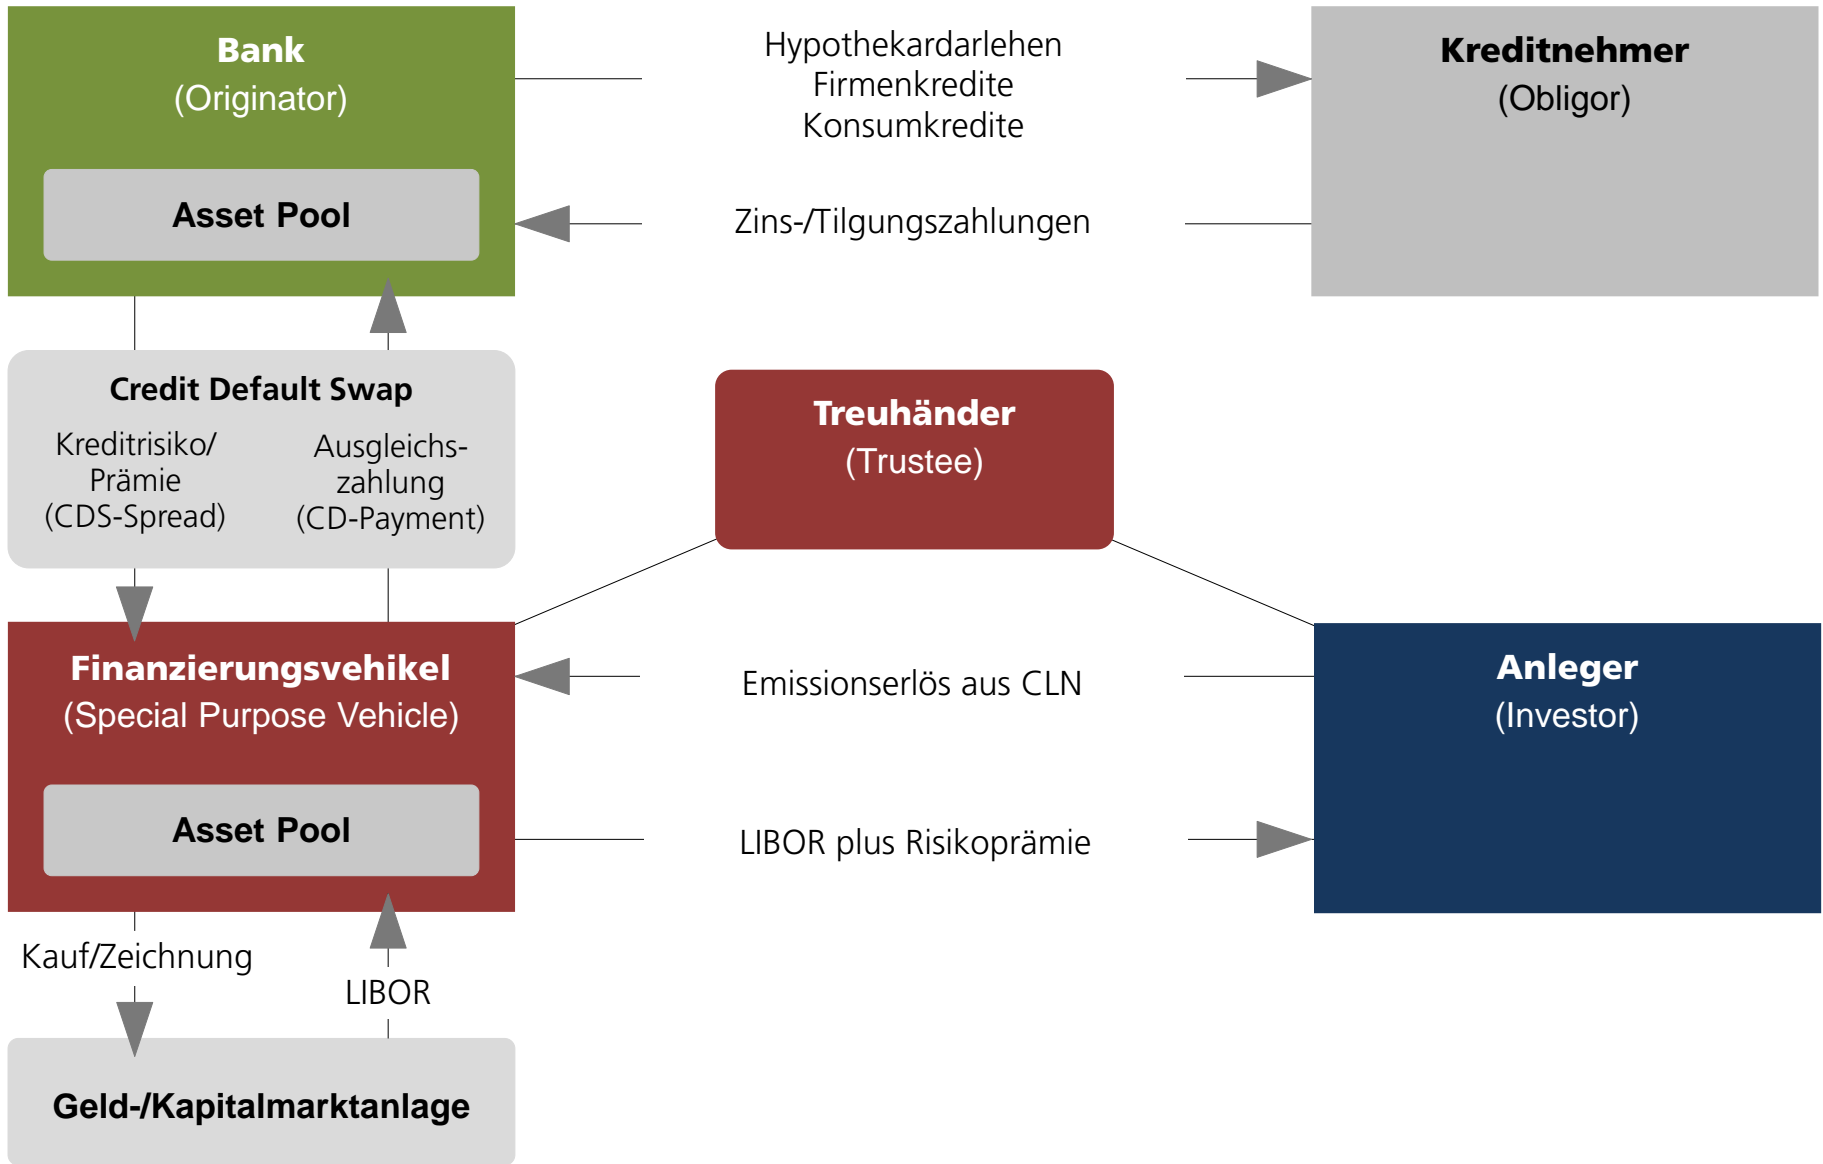 Bank
(Originator)
Asset Pool
Hypothekardarlehen
Firmenkredite
Konsumkredite
Zins-/Tilgungszahlungen
Kreditnehmer
(Obligor)
Credit Default Swap
Kreditrisiko/
Prämie
(CDS-Spread)
Ausgleichs-
zahlung
(CD-Payment)
Treuhänder
(Trustee)
Finanzierungsvehikel
(Special Purpose Vehicle)
Asset Pool
Emissionserlös aus CLN
LIBOR plus Risikoprämie
Anleger
(Investor)
Kauf/Zeichnung
LIBOR
Geld-/Kapitalmarktanlage